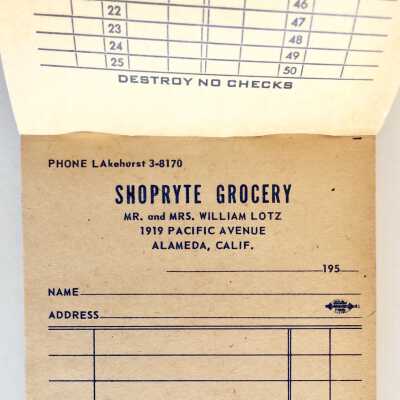 22 46
23 47
24 48
25 49
50
DESTROY NO CHECKS
PHONE LAkehurst 3-8170
SHOPRYTE GROCERY
MR. and MRS. WILLIAM LOTZ
1919 PACIFIC AVENUE
ALAMEDA, CALIF.
195
NAME
ADDRESS